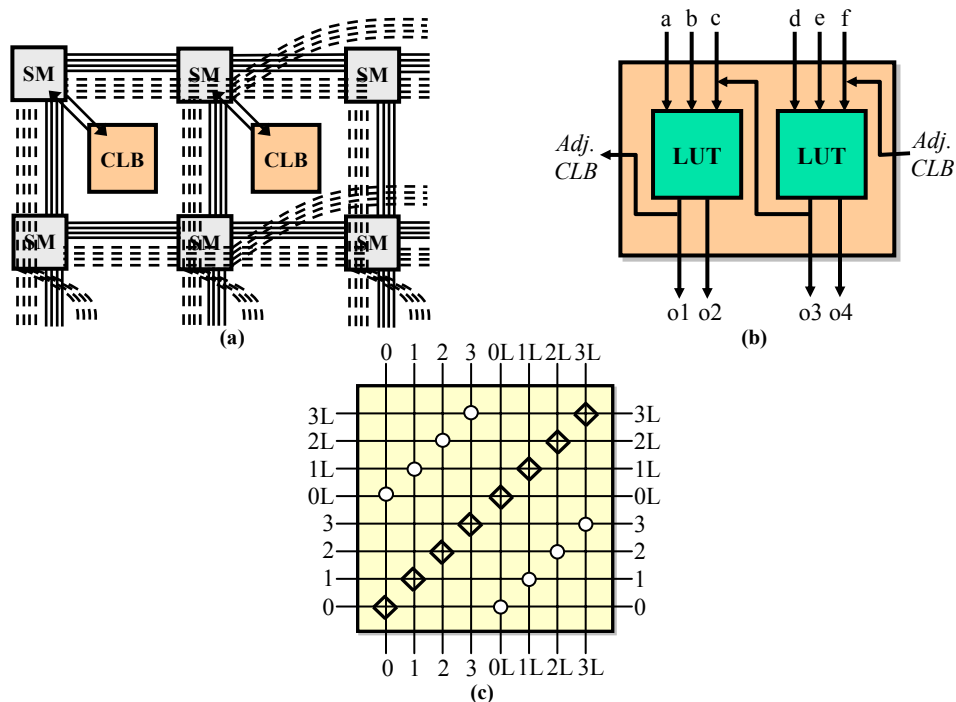 SM SM SM
CLB CLB
SM SM SM
(a)
a b c d e f
Adj. CLB
LUT LUT
Adj. CLB
o1 o2 o3 o4
(b)
0 1 2 3 0L 1L 2L 3L
3L 3L
2L 2L
1L 1L
0L 0L
3 3
2 2
1 1
0 0
0 1 2 3 0L 1L 2L 3L
(c)